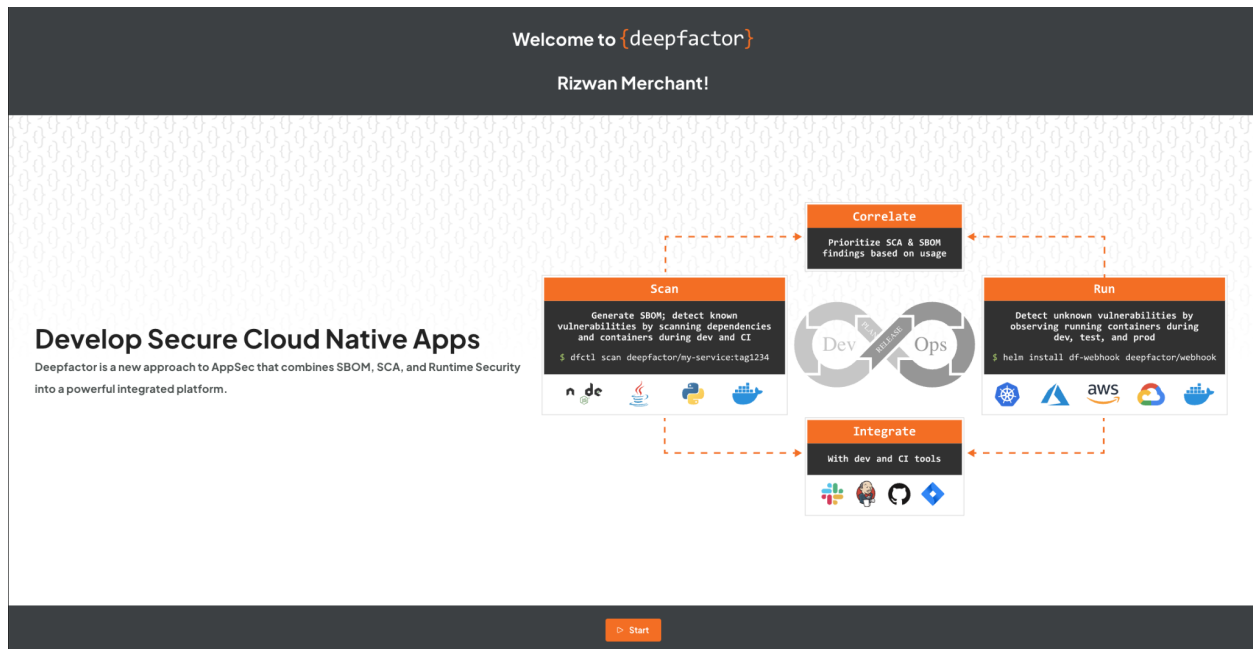 Welcome to {deepfactor}
Rizwan Merchant!
Develop Secure Cloud Native Apps
Deepfactor is a new approach to AppSec that combines SBOM, SCA, and Runtime Security
into a powerful integrated platform.
Correlate
Prioritize SCA & SBOM
findings based on usage
Scan
Generate SBOM; detect known
vulnerabilities by scanning dependencies
and containers during dev and CI
$ dfctl scan deepfactor/my-service:tag1234
node
JS
Dev
PLAN
RELEASE
Ops
Run
Detect unknown vulnerabilities by
observing running containers during
dev, test, and prod
$ helm install df-webhook deepfactor/webhook
aws
Integrate
With dev and CI tools
Start